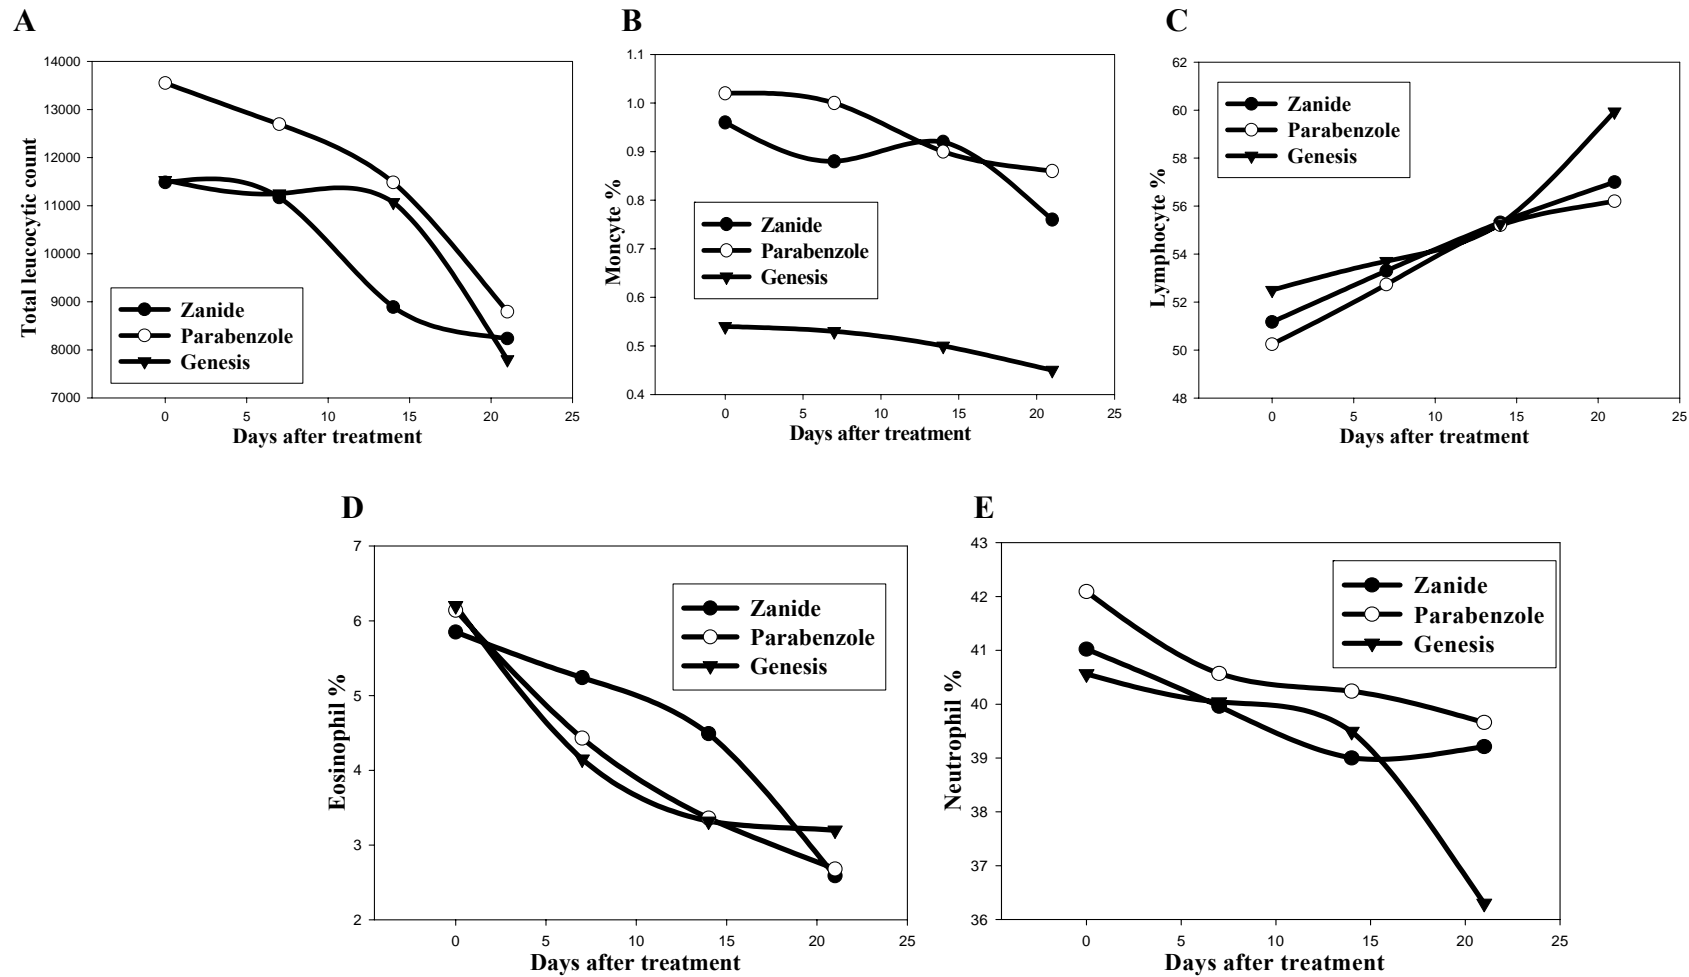 A
Total leucocytic count
14000
13000
12000
11000
10000
9000
8000
7000
Zanide
Parabenzole
Genesis
0 5 10 15 20 25
Days after treatment
B
Moncyte %
1.1
1.0
0.9
0.8
0.7
0.6
0.5
0.4
Zanide
Parabenzole
Genesis
0 5 10 15 20 25
Days after treatment
C
Lymphocyte %
62
60
58
56
54
52
50
48
Zanide
Parabenzole
Genesis
0 5 10 15 20 25
Days after treatment
D
Eosinophil %
7
6
5
4
3
2
Zanide
Parabenzole
Genesis
0 5 10 15 20 25
Days after treatment
E
Neutrophil %
43
42
41
40
39
38
37
36
Zanide
Parabenzole
Genesis
0 5 10 15 20 25
Days after treatment